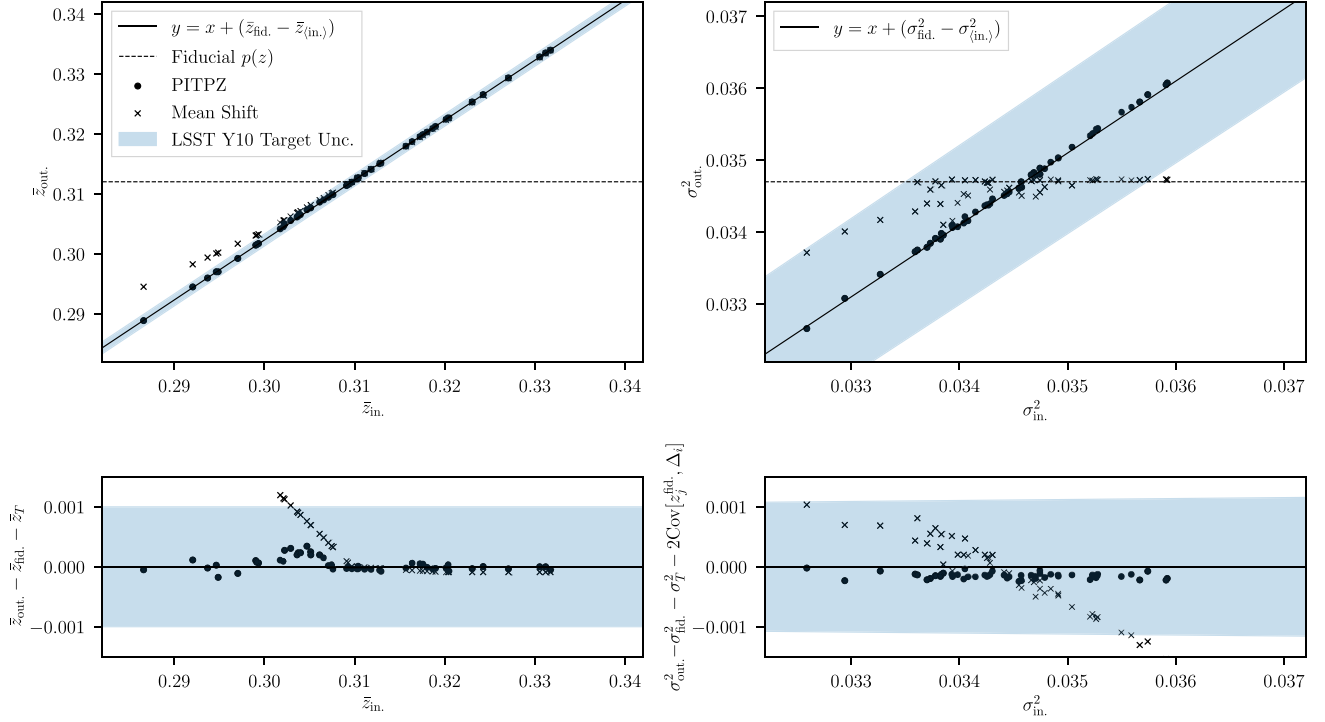 y = x + (z̄_fid. − z̄_⟨in.⟩)
Fiducial p(z)
PITPZ
Mean Shift
LSST Y10 Target Unc.
z̄_out.
0.34
0.33
0.32
0.31
0.30
0.29
0.29 0.30 0.31 0.32 0.33 0.34
z̄_in.
y = x + (σ²_fid. − σ²_⟨in.⟩)
σ²_out.
0.037
0.036
0.035
0.034
0.033
0.033 0.034 0.035 0.036 0.037
σ²_in.
z̄_out. − z̄_fid. − z̄_T
0.001
0.000
−0.001
0.29 0.30 0.31 0.32 0.33 0.34
z̄_in.
σ²_out. − σ²_fid. − σ²_T − 2Cov[z_j^fid., Δ_i]
0.001
0.000
−0.001
0.033 0.034 0.035 0.036 0.037
σ²_in.